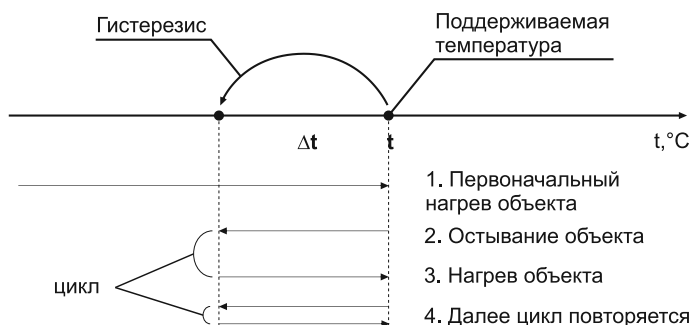 Гистерезис
Поддерживаемая
температура
Δt
t
t,°C
1. Первоначальный
нагрев объекта
2. Остывание объекта
3. Нагрев объекта
цикл
4. Далее цикл повторяется